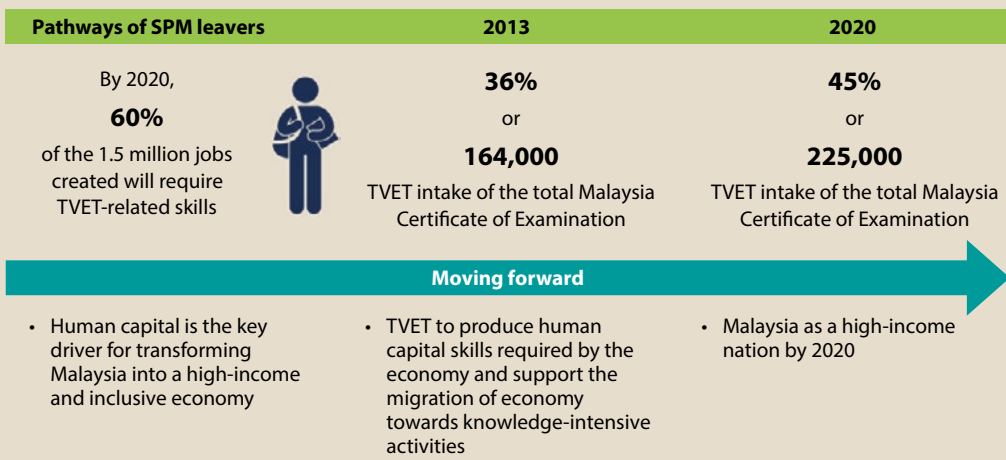 Pathways of SPM leavers
2013
2020
By 2020,
60%
of the 1.5 million jobs
created will require
TVET-related skills
36%
or
164,000
TVET intake of the total Malaysia
Certificate of Examination
45%
or
225,000
TVET intake of the total Malaysia
Certificate of Examination
Moving forward
• Human capital is the key
driver for transforming
Malaysia into a high-income
and inclusive economy
• TVET to produce human
capital skills required by the
economy and support the
migration of economy
towards knowledge-intensive
activities
• Malaysia as a high-income
nation by 2020